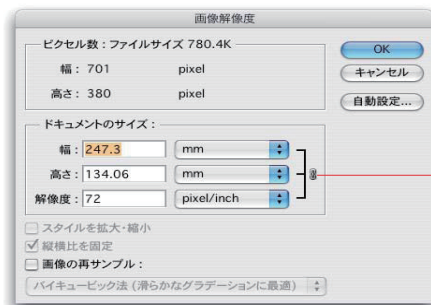 画像解像度
ピクセル数：ファイルサイズ 780.4K
幅： 701 pixel
高さ： 380 pixel
OK
キャンセル
自動設定...
ドキュメントのサイズ：
幅： 247.3 mm
高さ： 134.06 mm
解像度： 72 pixel/inch
スタイルを拡大・縮小
縦横比を固定
画像の再サンプル：
バイキュービック法 (滑らかなグラデーションに最適)